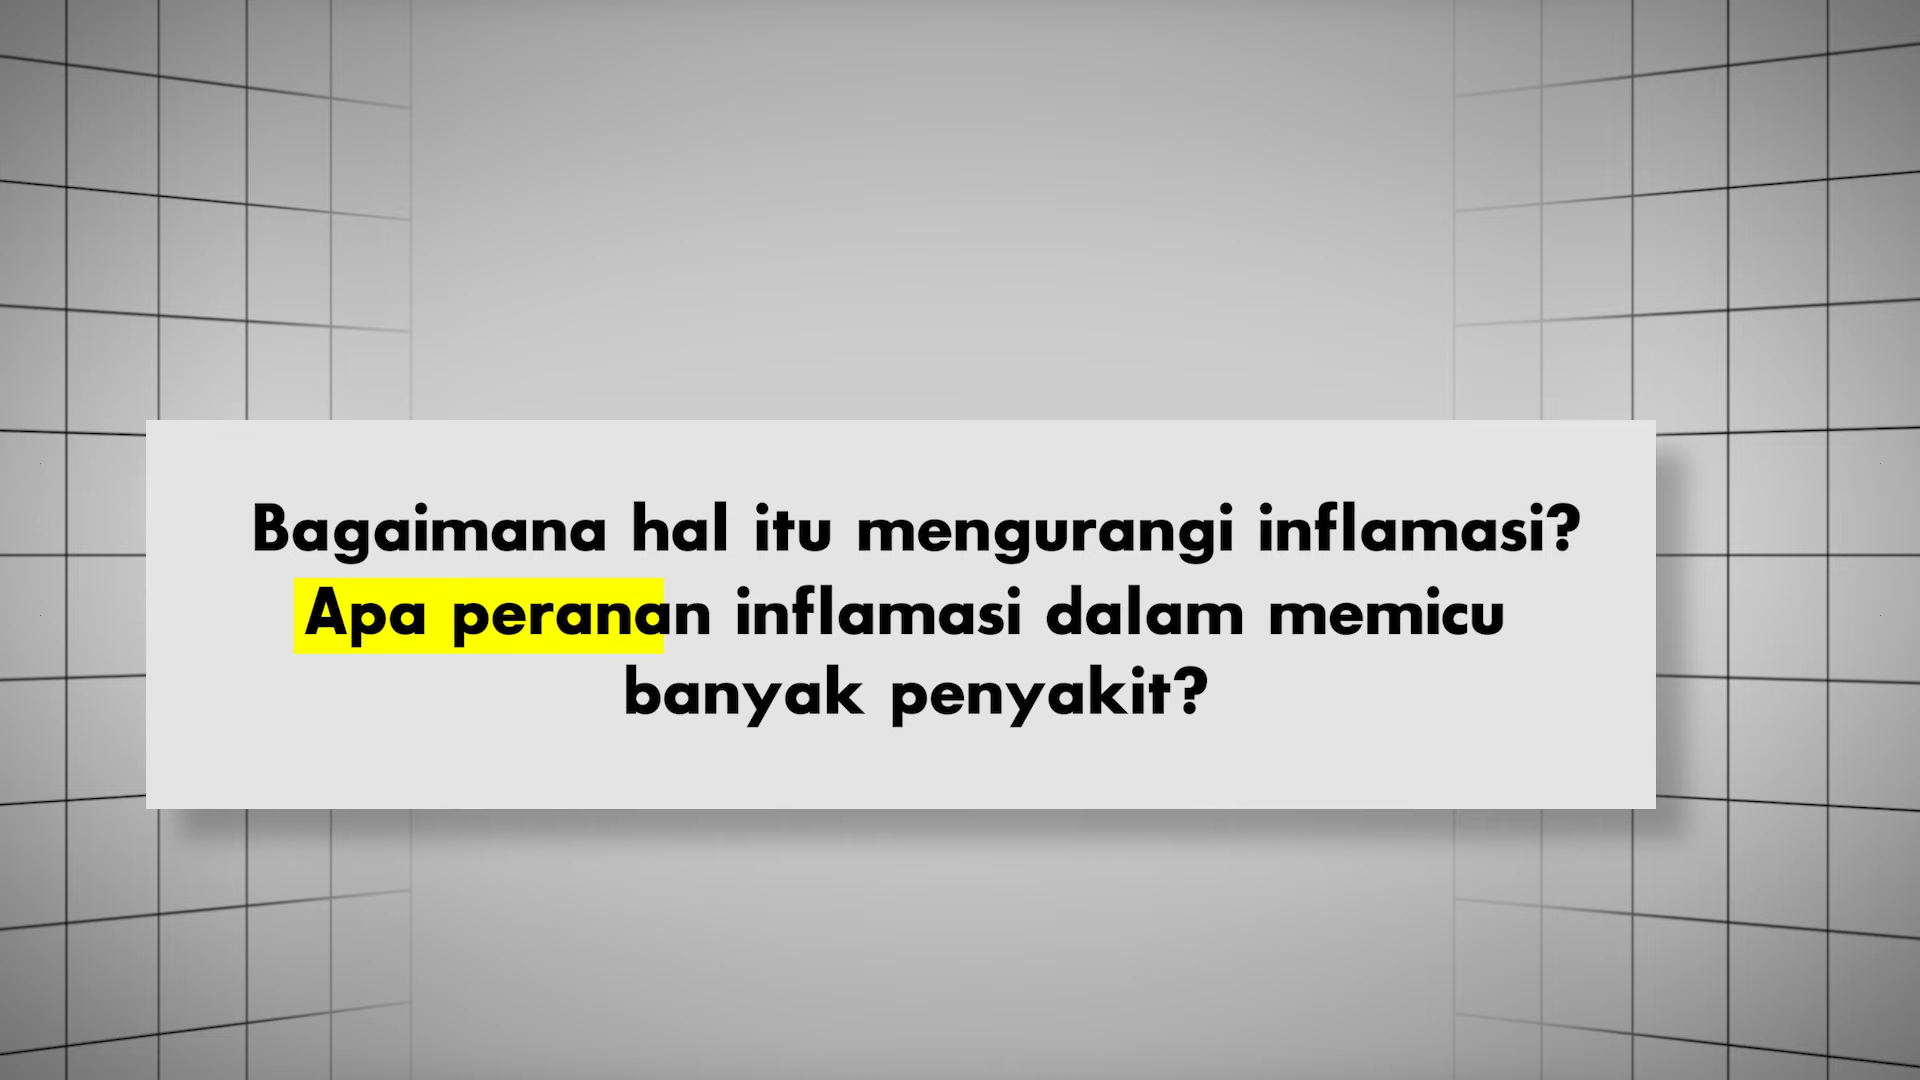 Bagaimana hal itu mengurangi inflamasi?
Apa peranan inflamasi dalam memicu
banyak penyakit?